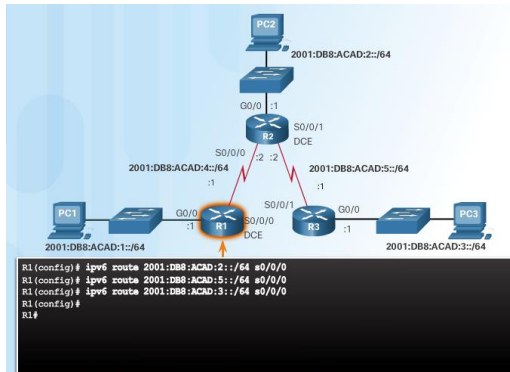 PC2
2001:DB8:ACAD:2::/64
G0/0 :1
S0/0/1
R2
DCE
S0/0/0 :2 :2
2001:DB8:ACAD:4::/64
2001:DB8:ACAD:5::/64
:1
:1
PC1
G0/0
:1
R1
S0/0/0
DCE
S0/0/1
R3
G0/0
:1
PC3
2001:DB8:ACAD:1::/64
2001:DB8:ACAD:3::/64
R1(config)# ipv6 route 2001:DB8:ACAD:2::/64 s0/0/0
R1(config)# ipv6 route 2001:DB8:ACAD:5::/64 s0/0/0
R1(config)# ipv6 route 2001:DB8:ACAD:3::/64 s0/0/0
R1(config)#
R1#